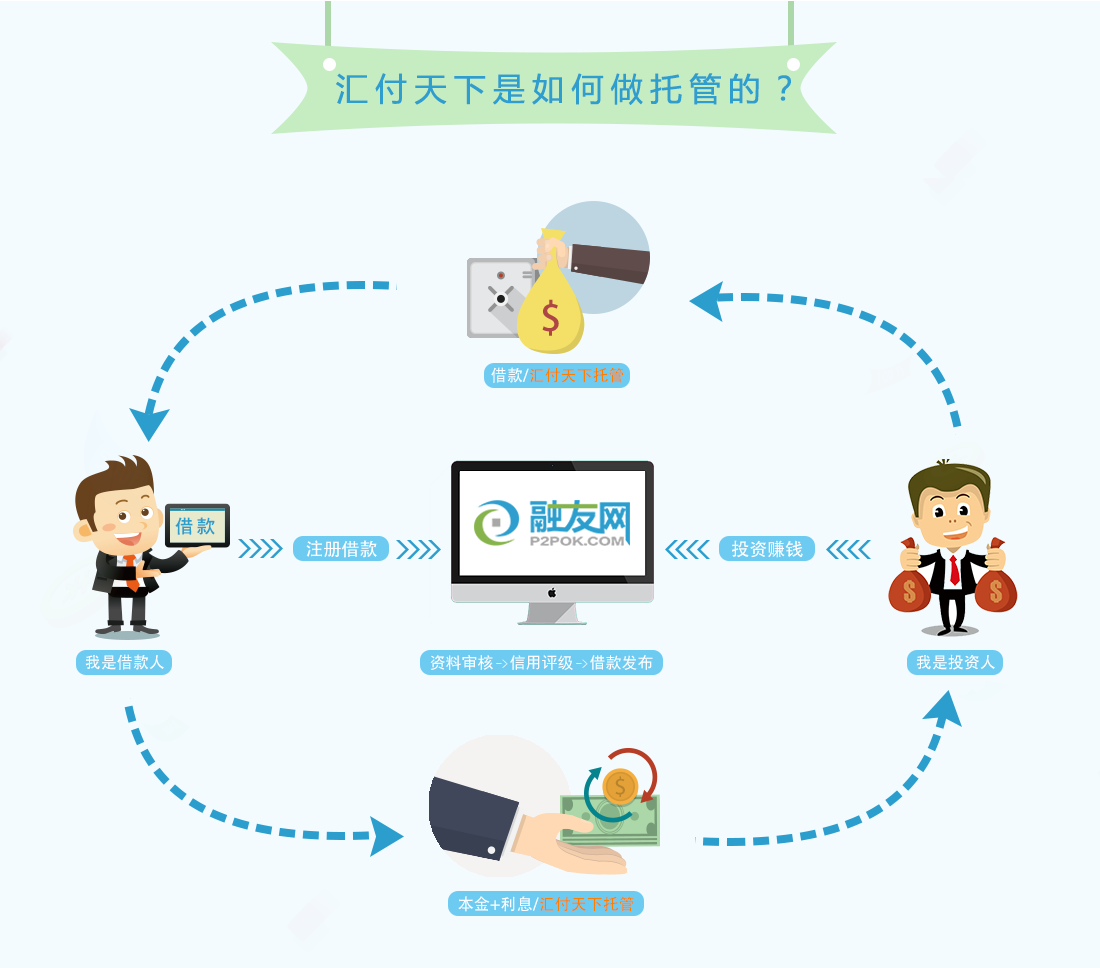 汇付天下是如何做托管的？
$
借款/汇付天下托管
借款
注册借款
融友网
P2POK.COM
投资赚钱
$
$
我是借款人
资料审核->信用评级->借款发布
我是投资人
$
本金+利息/汇付天下托管